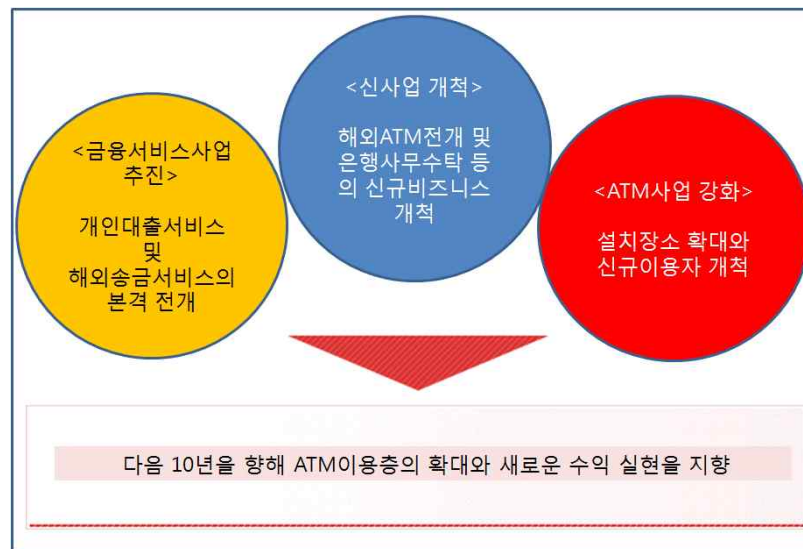 <금융서비스사업
추진>
개인대출서비스
및
해외송금서비스의
본격 전개
<신사업 개척>
해외ATM전개 및
은행사무수탁 등
의 신규비즈니스
개척
<ATM사업 강화>
설치장소 확대와
신규이용자 개척
다음 10년을 향해 ATM이용층의 확대와 새로운 수익 실현을 지향